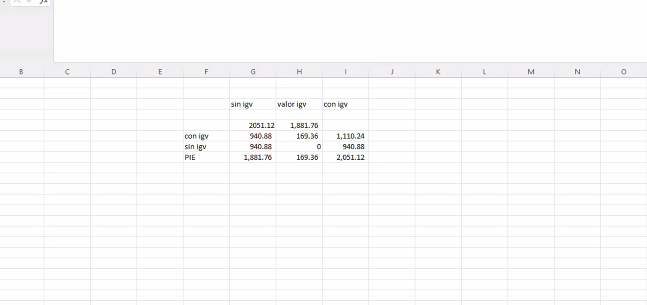 fx
B C D E F G H I J K L M N O
sin igv valor igv con igv
2051.12 1,881.76
con igv 940.88 169.36 1,110.24
sin igv 940.88 0 940.88
PIE 1,881.76 169.36 2,051.12